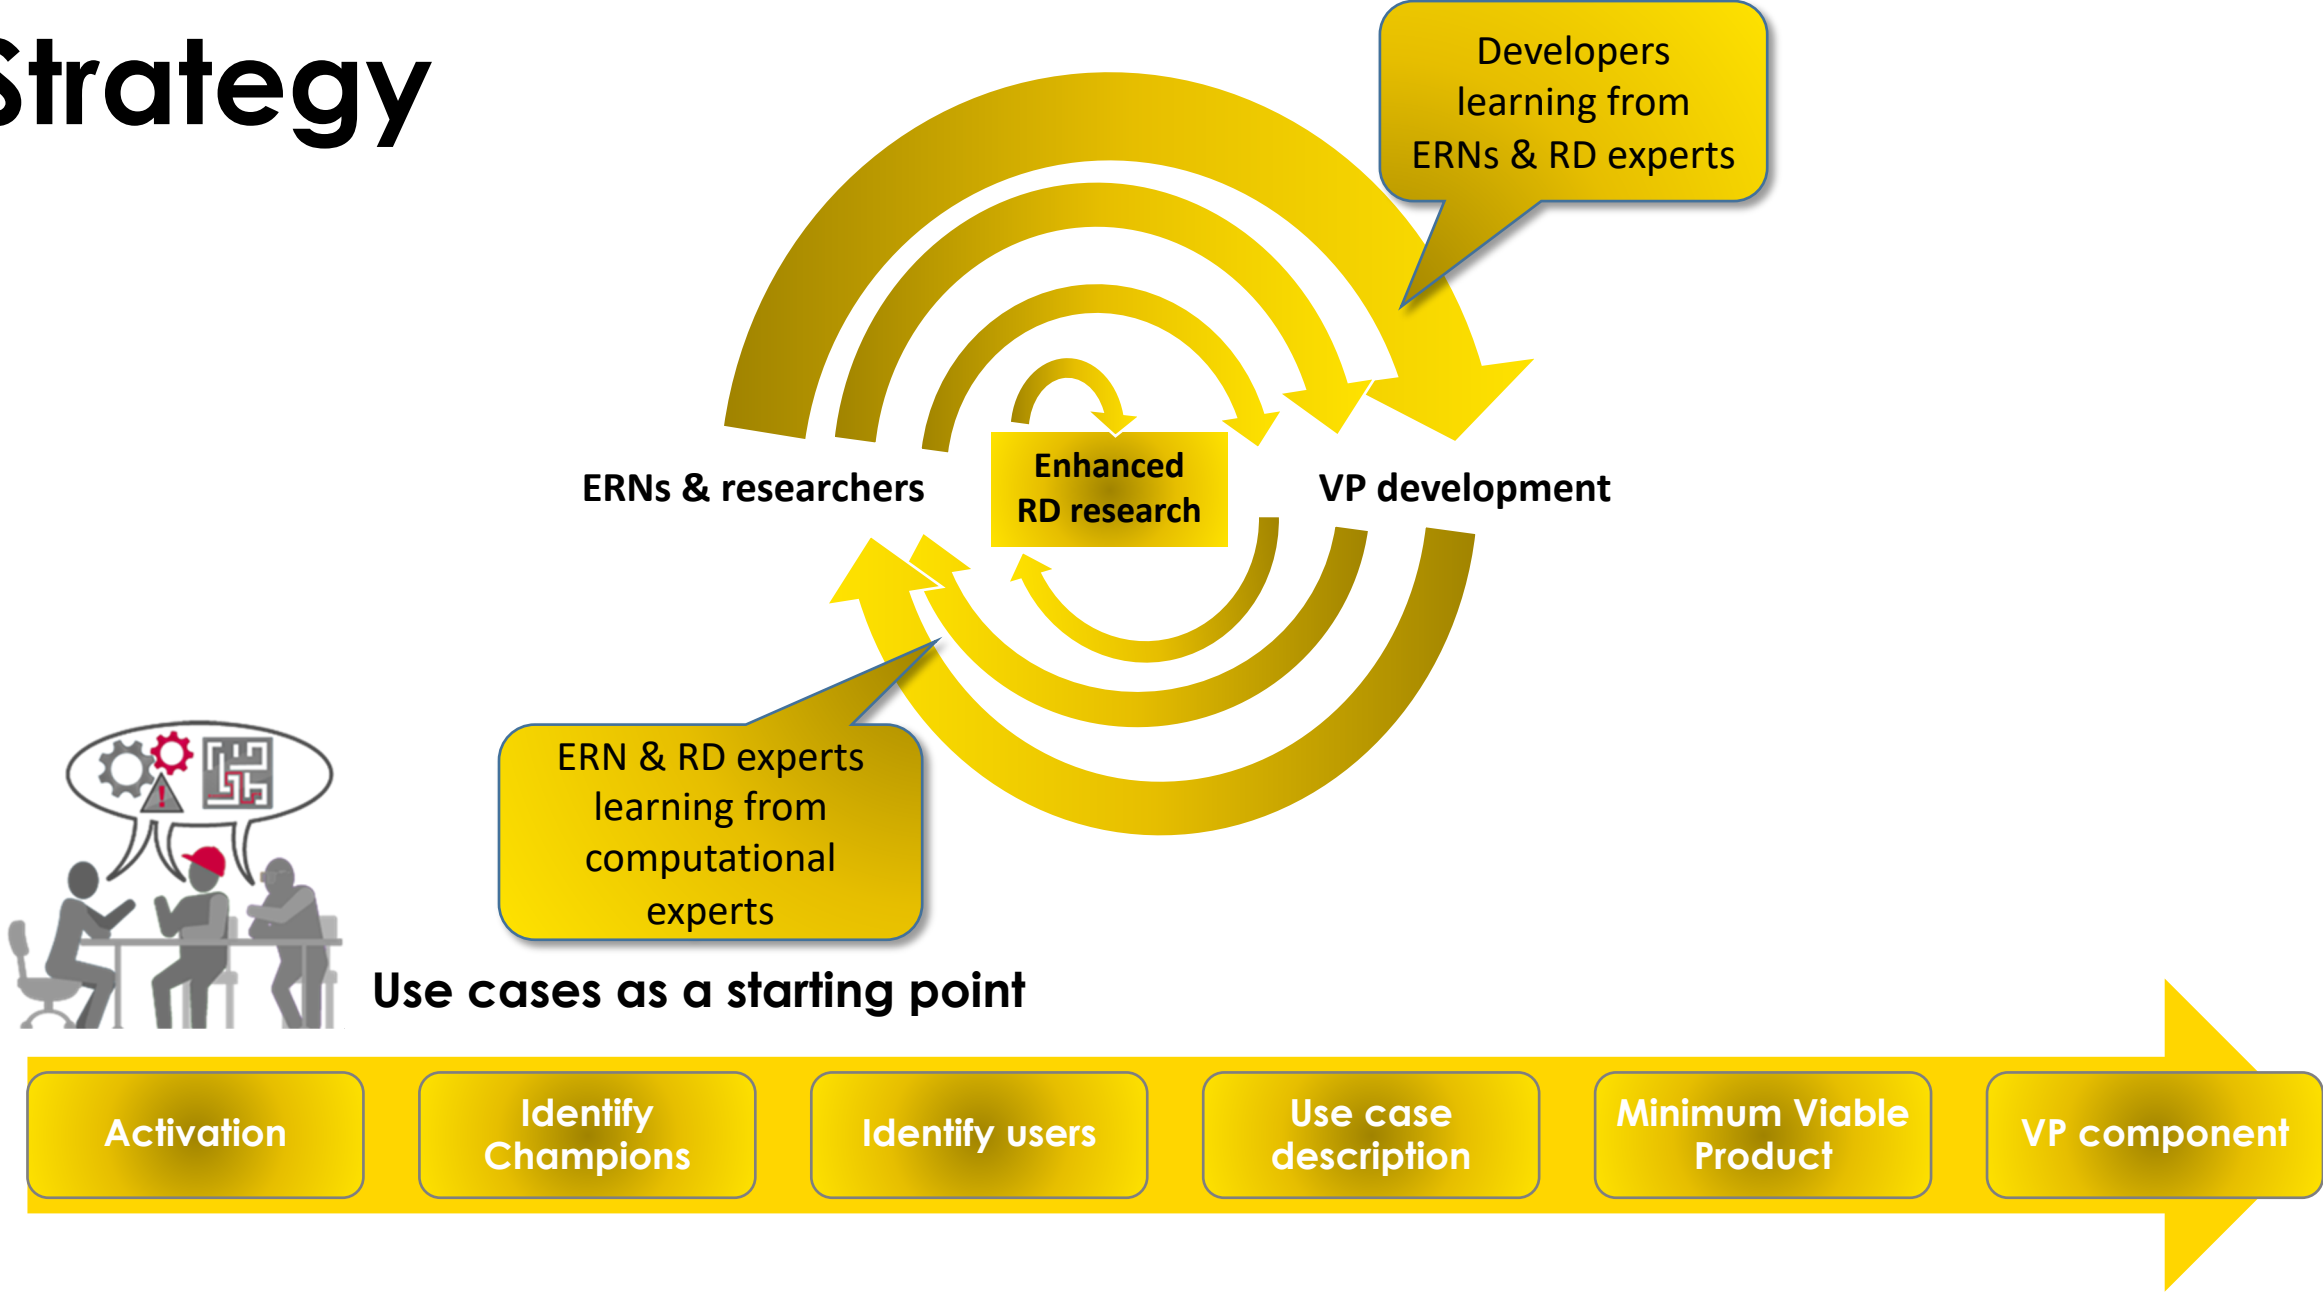 Strategy
Developers
learning from
ERNs & RD experts
ERNs & researchers
Enhanced
RD research
VP development
ERN & RD experts
learning from
computational
experts
Use cases as a starting point
Activation
Identify
Champions
Identify users
Use case
description
Minimum Viable
Product
VP component